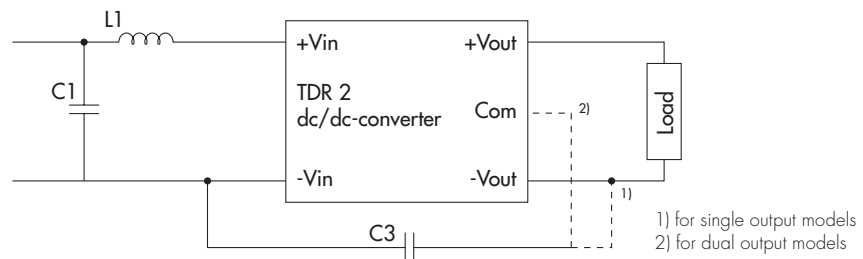 L1
+Vin
+Vout
C1
TDR 2
dc/dc-converter
Com
2)
Load
-Vin
-Vout
1)
C3
1) for single output models
2) for dual output models